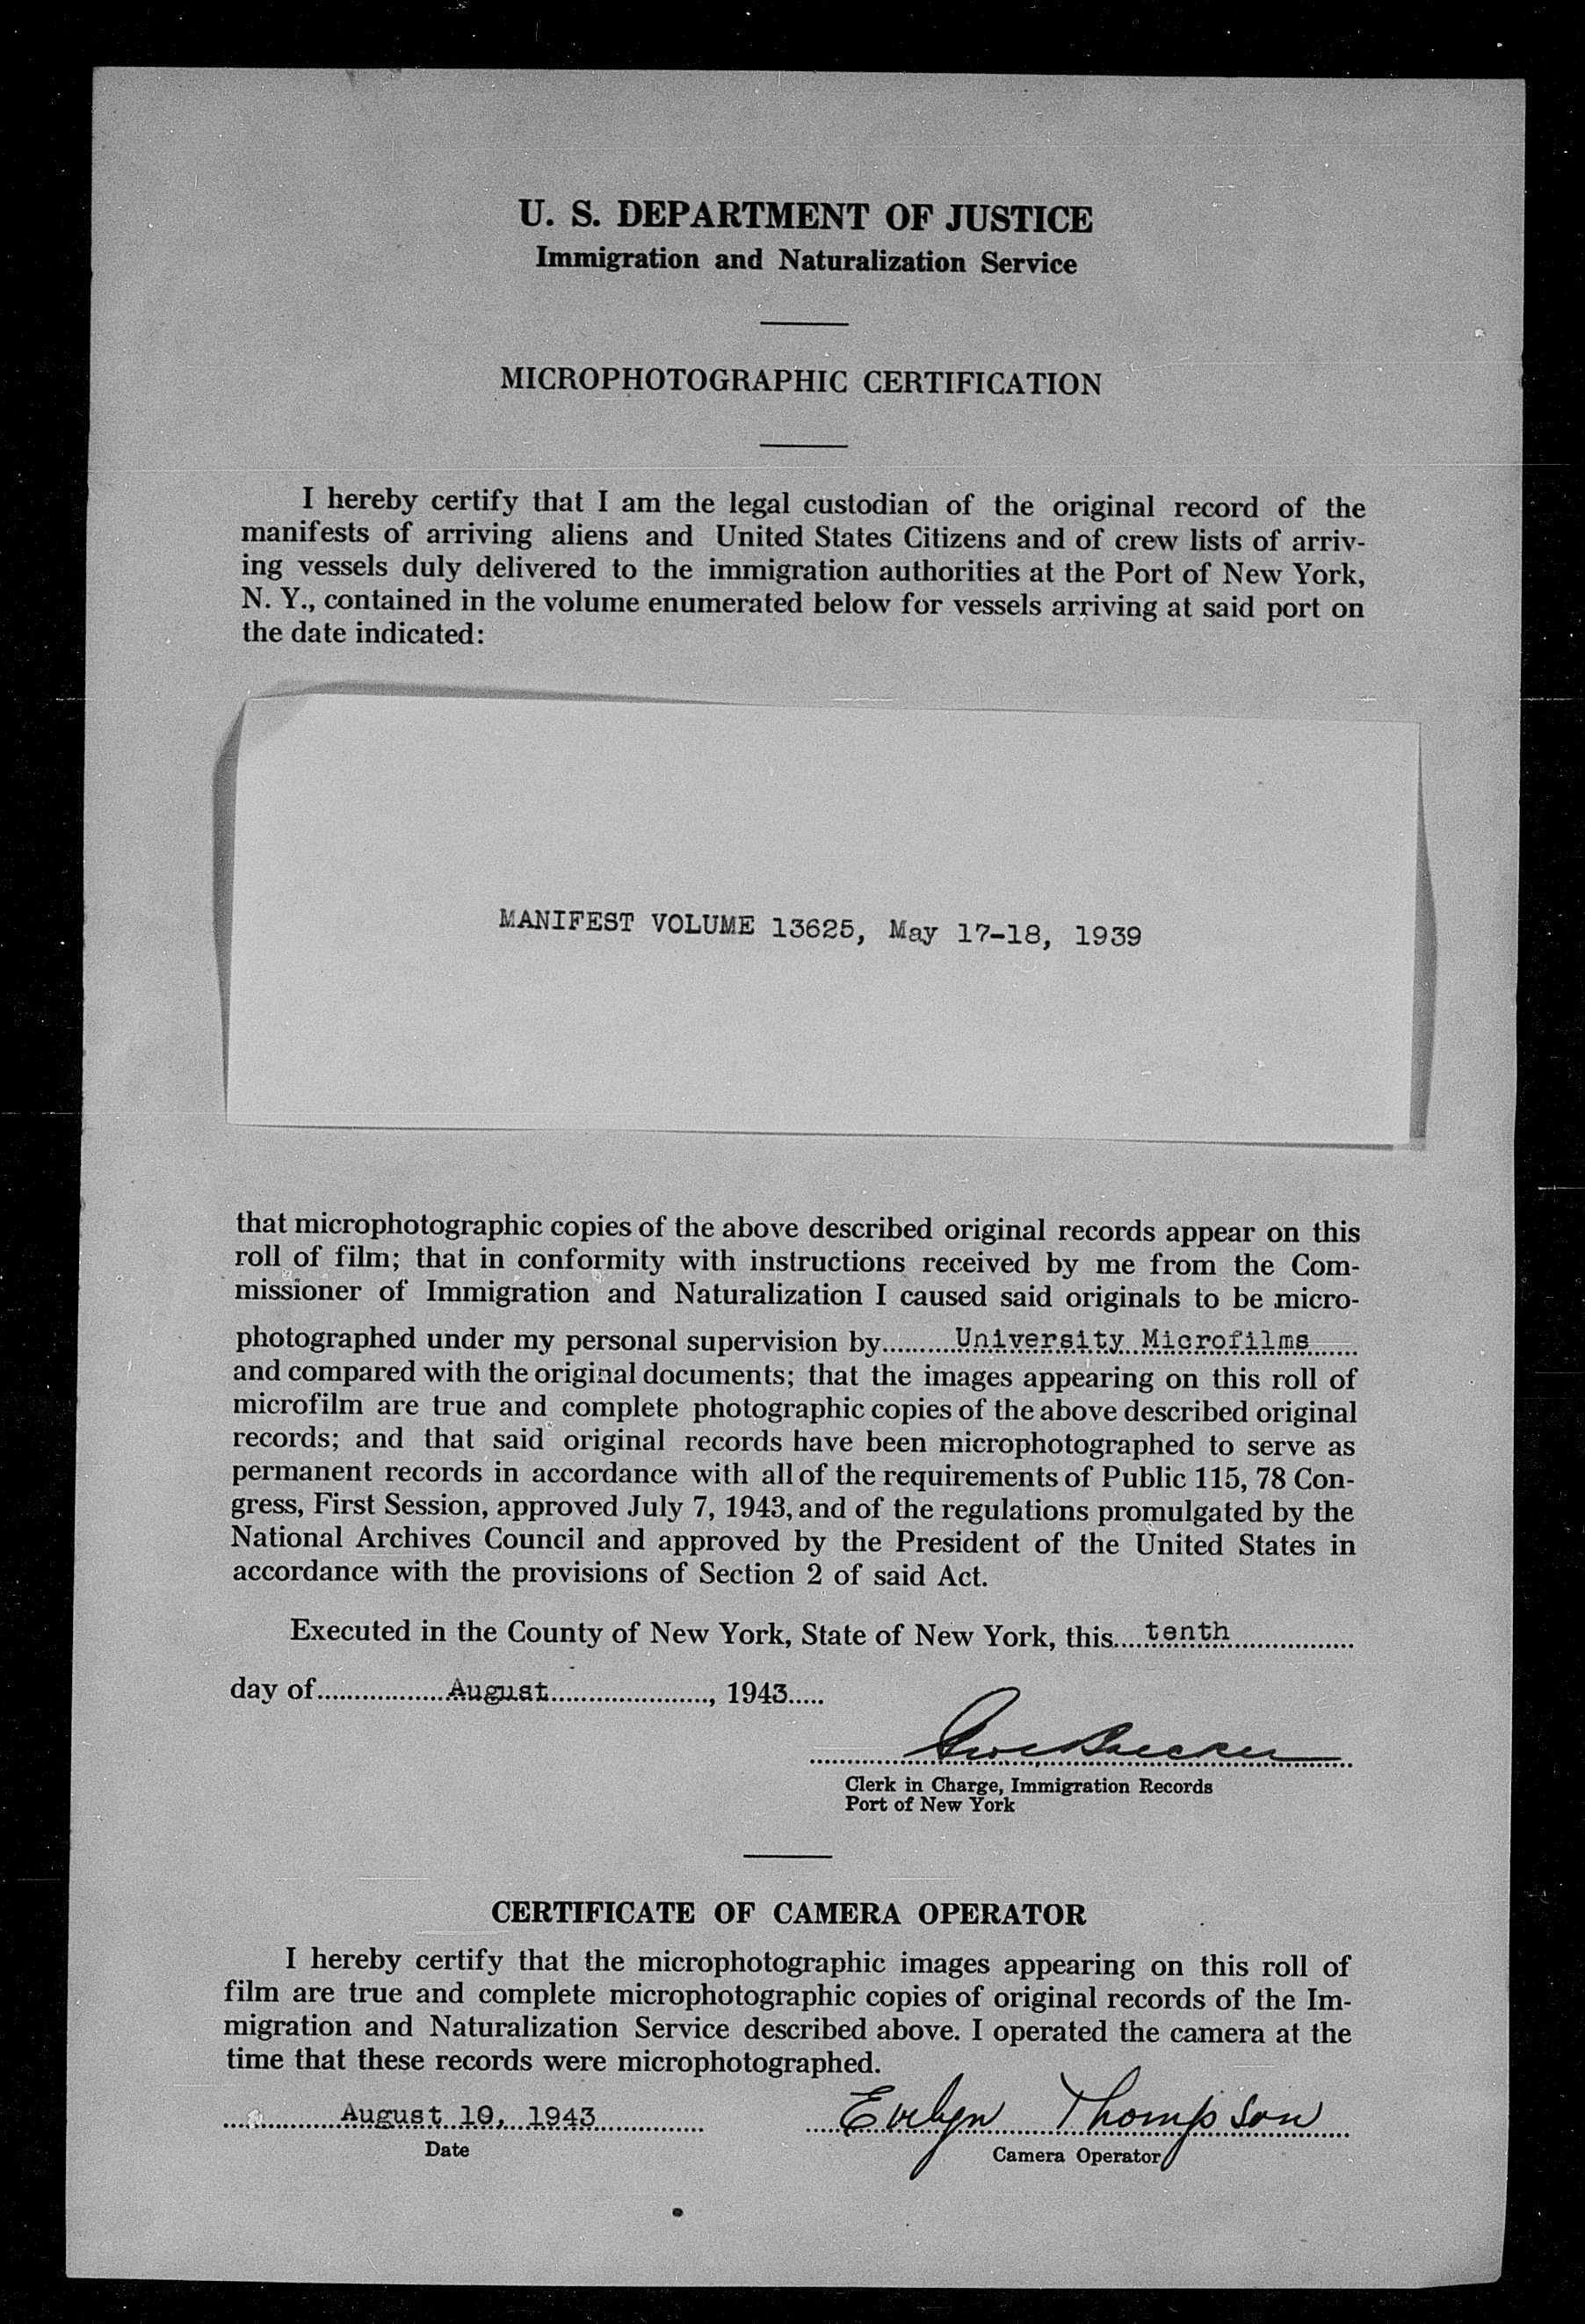 U. S. DEPARTMENT OF JUSTICE
Immigration and Naturalization Service
MICROPHOTOGRAPHIC CERTIFICATION
I hereby certify that I am the legal custodian of the original record of the
manifests of arriving aliens and United States Citizens and of crew lists of arriv-
ing vessels duly delivered to the immigration authorities at the Port of New York,
N. Y., contained in the volume enumerated below for vessels arriving at said port on
the date indicated:
MANIFEST VOLUME 13625, May 17-18, 1939
that microphotographic copies of the above described original records appear on this
roll of film; that in conformity with instructions received by me from the Com-
missioner of Immigration and Naturalization I caused said originals to be micro-
photographed under my personal supervision by University Microfilms
and compared with the original documents; that the images appearing on this roll of
microfilm are true and complete photographic copies of the above described original
records; and that said original records have been microphotographed to serve as
permanent records in accordance with all of the requirements of Public 115, 78 Con-
gress, First Session, approved July 7, 1943, and of the regulations promulgated by the
National Archives Council and approved by the President of the United States in
accordance with the provisions of Section 2 of said Act.
Executed in the County of New York, State of New York, this tenth
day of August, 1943
Clerk in Charge, Immigration Records
Port of New York
CERTIFICATE OF CAMERA OPERATOR
I hereby certify that the microphotographic images appearing on this roll of
film are true and complete microphotographic copies of original records of the Im-
migration and Naturalization Service described above. I operated the camera at the
time that these records were microphotographed.
August 10, 1943 Evelyn Thompson
Date Camera Operator